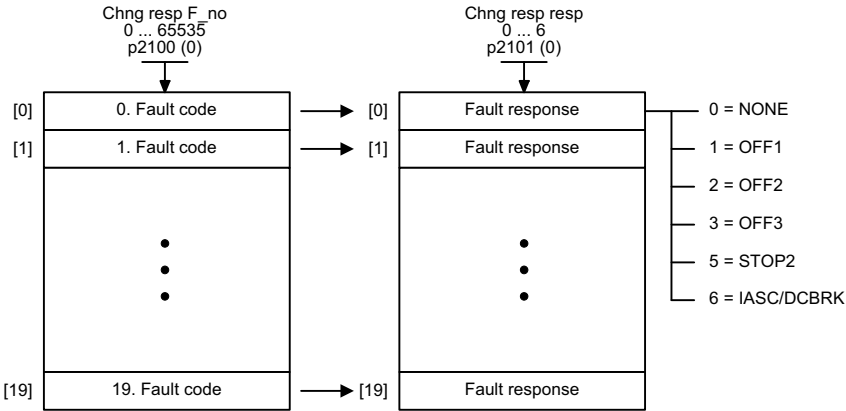 Chng resp F_no
0 ... 65535
p2100 (0)
Chng resp resp
0 ... 6
p2101 (0)
[0] 0. Fault code [0] Fault response 0 = NONE
[1] 1. Fault code [1] Fault response 1 = OFF1
2 = OFF2
3 = OFF3
5 = STOP2
6 = IASC/DCBRK
[19] 19. Fault code [19] Fault response